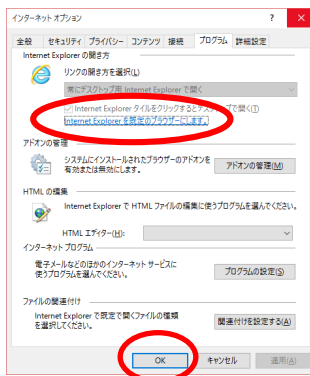 インターネット オプション
全般 セキュリティ プライバシー コンテンツ 接続 プログラム 詳細設定
Internet Explorer の開き方
リンクの開き方を選択(L)
常にデスクトップ用 Internet Explorer で開く
Internet Explorer タイルをクリックするとデスクトップで開く(T)
Internet Explorer を既定のブラウザーにします。
アドオンの管理
システムにインストールされたブラウザーのアドオンを
有効または無効にします。
アドオンの管理(M)
HTML の編集
Internet Explorer で HTML ファイルの編集に使うプログラムを選んでください。
HTML エディター(H):
インターネット プログラム
電子メールなどのほかのインターネット サービスに
使うプログラムを選んでください。
プログラムの設定(S)
ファイルの関連付け
Internet Explorer で既定で開くファイルの種類
を選択してください。
関連付けを設定する(A)
OK キャンセル 適用(A)